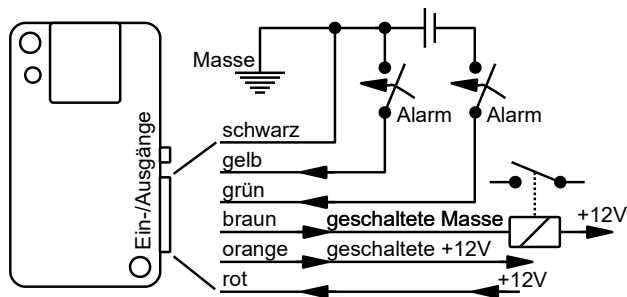 Masse
Alarm Alarm
Ein-/Ausgänge
schwarz
gelb
grün
braun geschaltete Masse +12V
orange geschaltete +12V
rot +12V